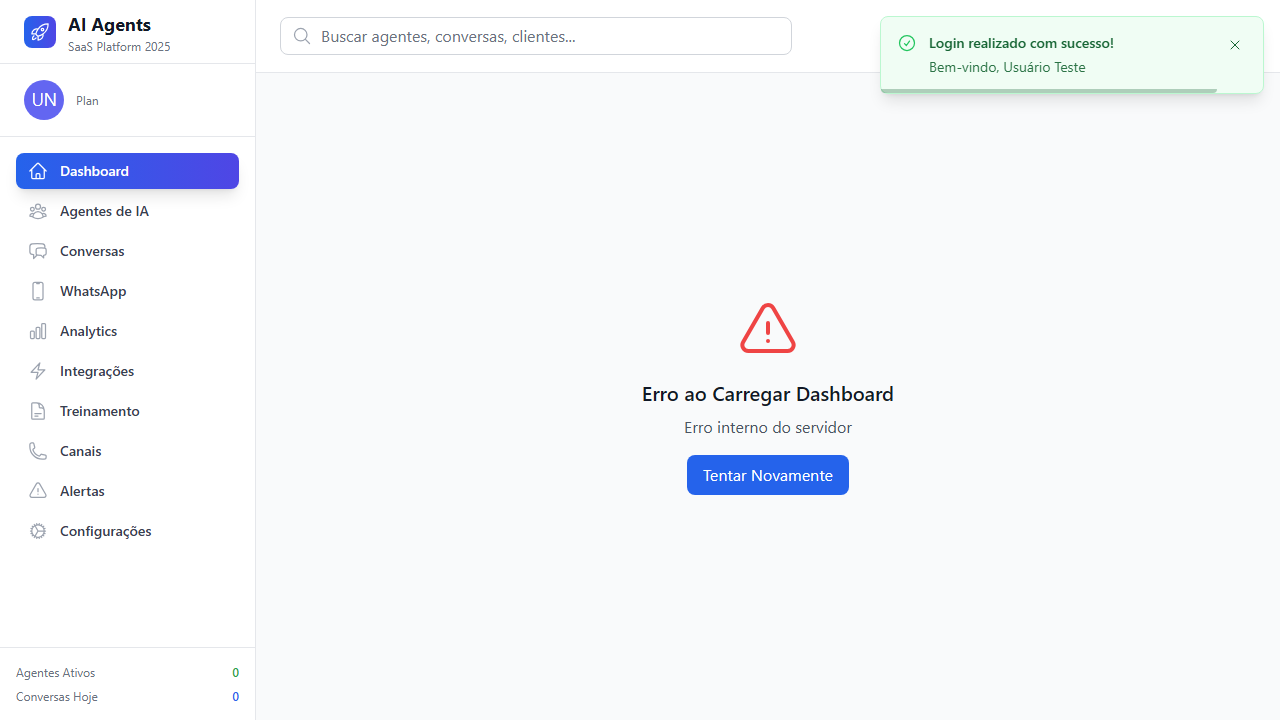 AI Agents
SaaS Platform 2025
UN
Plan
Dashboard
Agentes de IA
Conversas
WhatsApp
Analytics
Integrações
Treinamento
Canais
Alertas
Configurações
Agentes Ativos 0
Conversas Hoje 0
Buscar agentes, conversas, clientes...
Login realizado com sucesso!
Bem-vindo, Usuário Teste
Erro ao Carregar Dashboard
Erro interno do servidor
Tentar Novamente